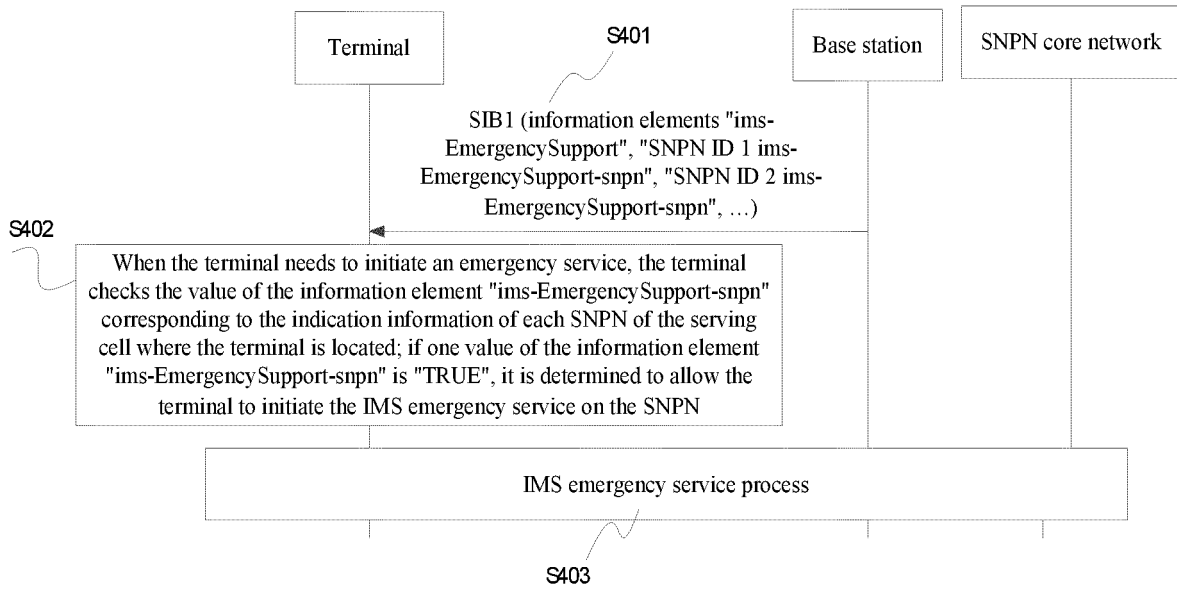 S401
Terminal
Base station
SNPN core network
SIB1 (information elements "ims-
EmergencySupport", "SNPN ID 1 ims-
EmergencySupport-snpn", "SNPN ID 2 ims-
EmergencySupport-snpn", …)
S402
When the terminal needs to initiate an emergency service, the terminal
checks the value of the information element "ims-EmergencySupport-snpn"
corresponding to the indication information of each SNPN of the serving
cell where the terminal is located; if one value of the information element
"ims-EmergencySupport-snpn" is "TRUE", it is determined to allow the
terminal to initiate the IMS emergency service on the SNPN
IMS emergency service process
S403